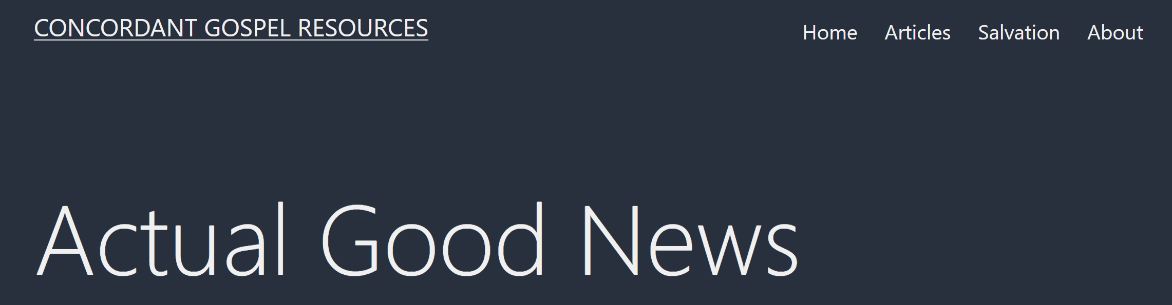 CONCORDANT GOSPEL RESOURCES
Home Articles Salvation About
Actual Good News